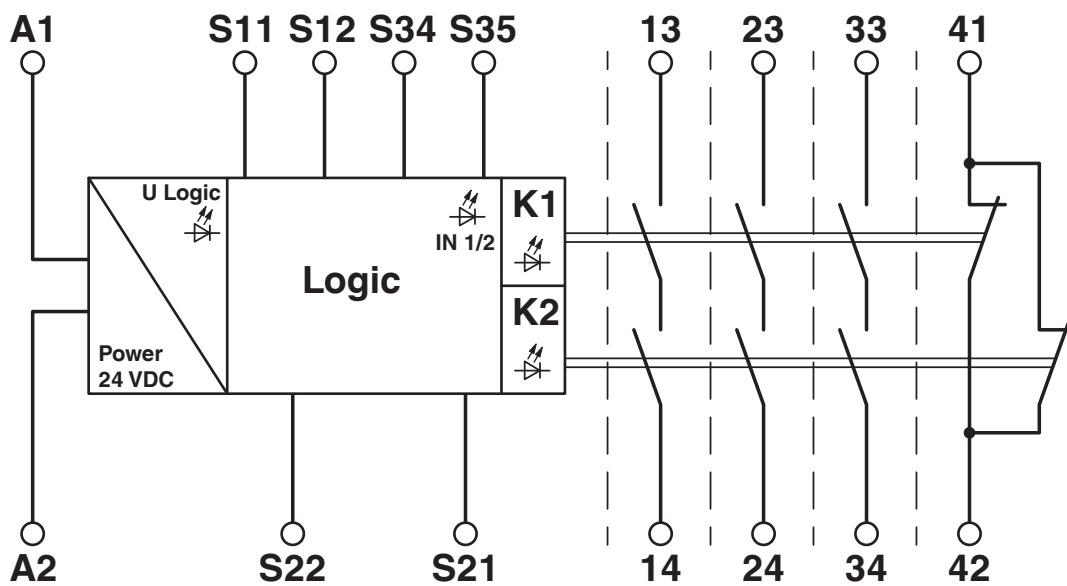 A1 S11 S12 S34 S35 13 23 33 41
U Logic
K1
IN 1/2
Logic
K2
Power
24 VDC
A2 S22 S21 14 24 34 42